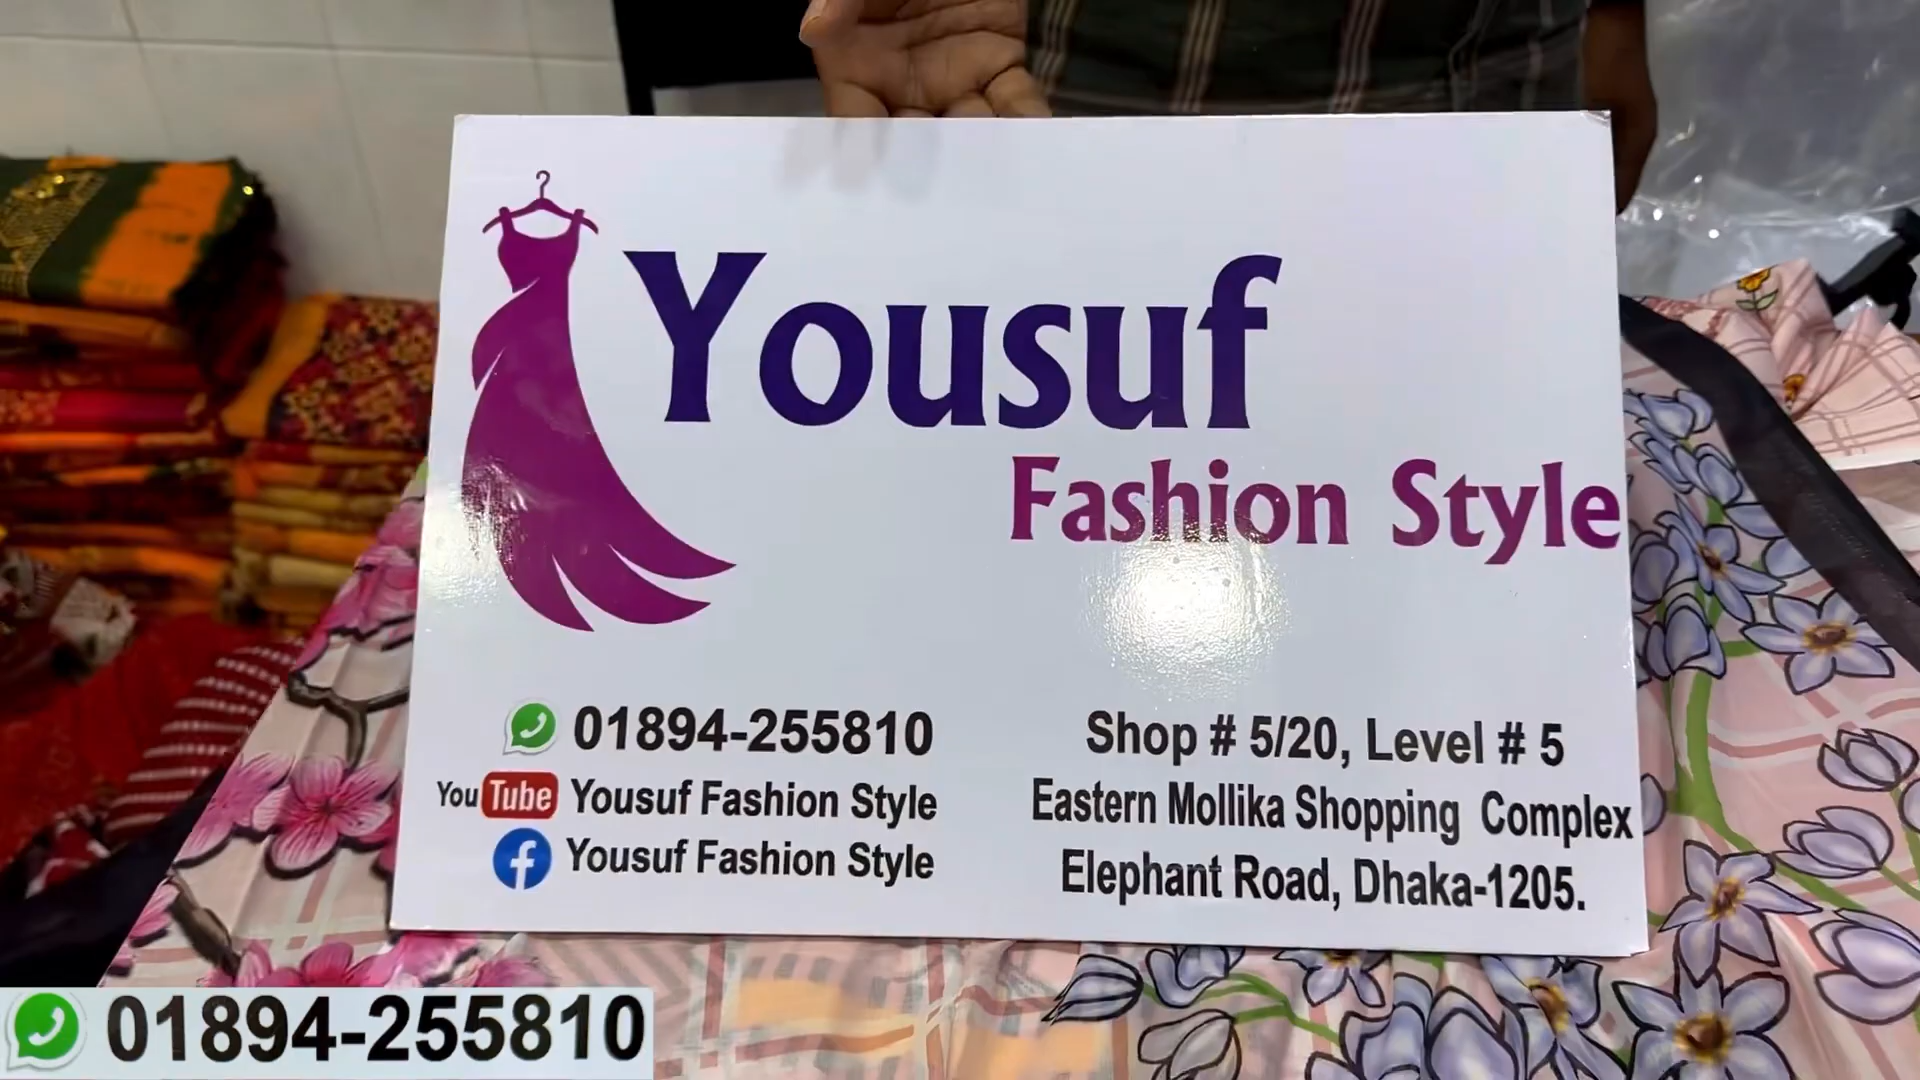 Yousuf
Fashion Style
01894-255810
You Tube Yousuf Fashion Style
Yousuf Fashion Style
Shop # 5/20, Level # 5
Eastern Mollika Shopping Complex
Elephant Road, Dhaka-1205.
01894-255810